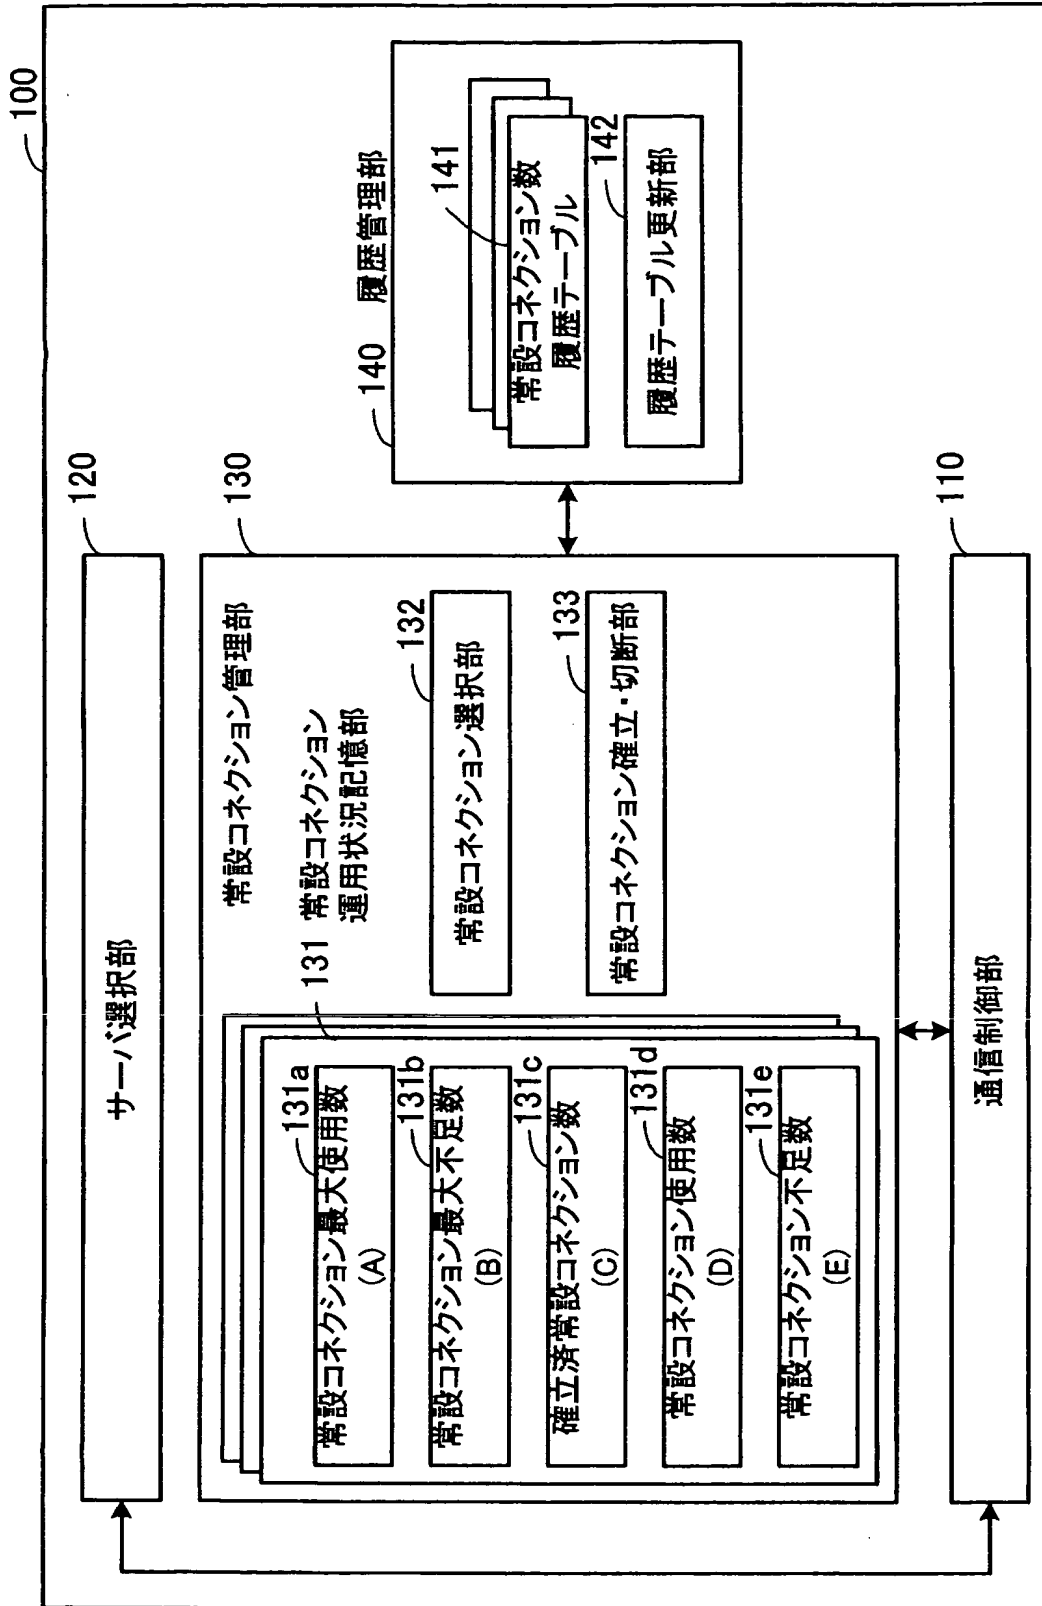 100
120
サーバ選択部
130
常設コネクション管理部
131 常設コネクション
運用状況記憶部
131a
常設コネクション最大使用数
(A)
131b
常設コネクション最大不足数
(B)
131c
確立済常設コネクション数
(C)
131d
常設コネクション使用数
(D)
131e
常設コネクション不足数
(E)
132
常設コネクション選択部
133
常設コネクション確立・切断部
140 履歴管理部
141
常設コネクション数
履歴テーブル
142
履歴テーブル更新部
110
通信制御部